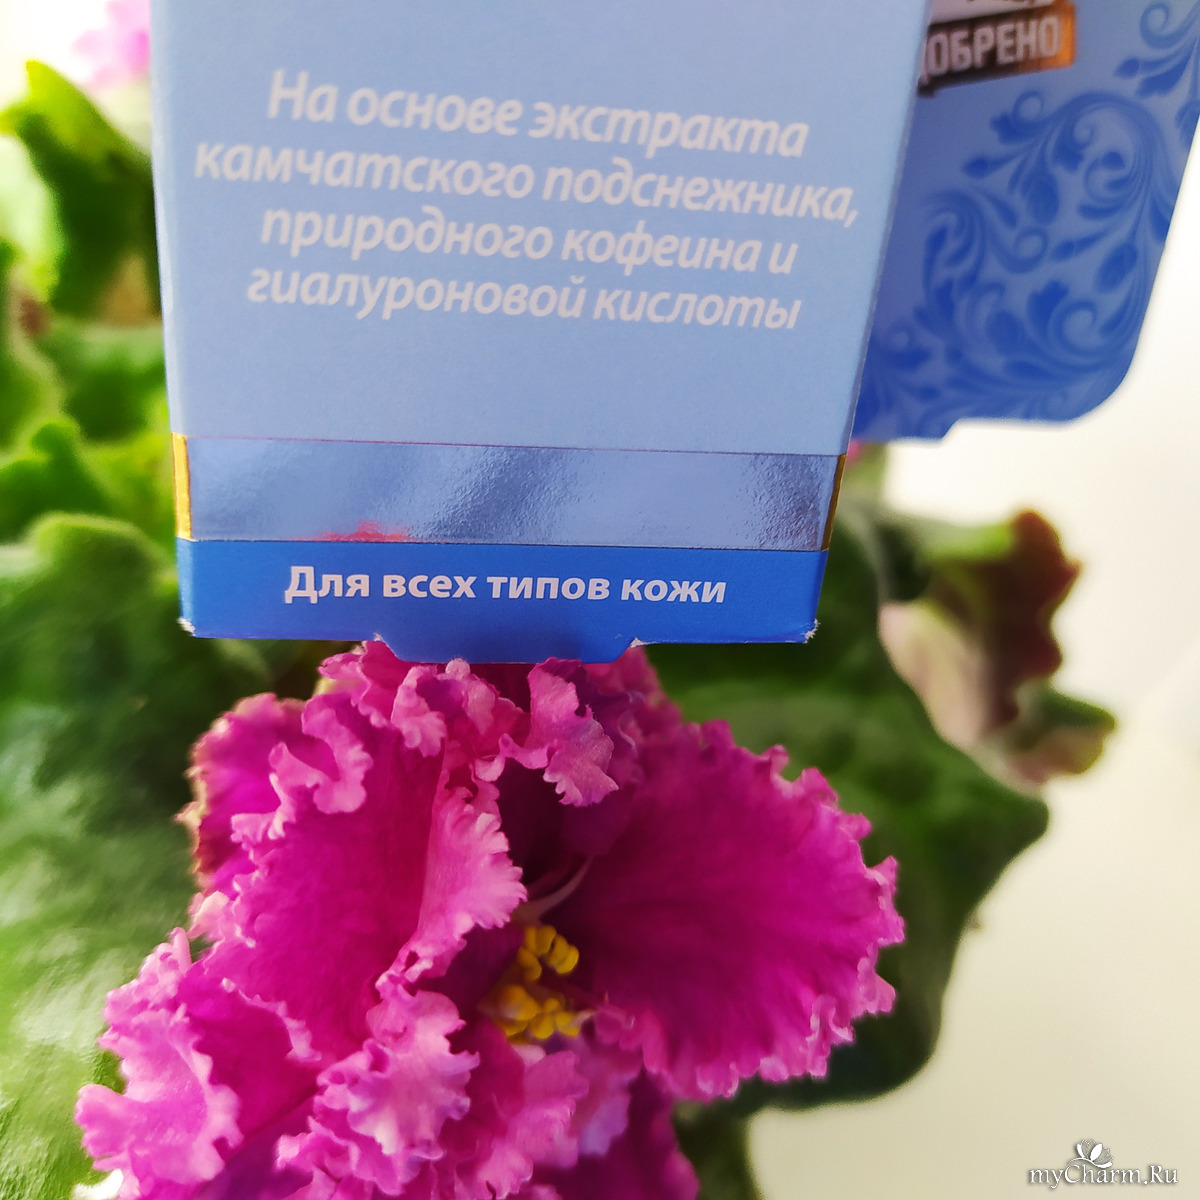 ДОБРЕНО
На основе экстракта
камчатского подснежника,
природного кофеина и
гиалуроновой кислоты
Для всех типов кожи
myCharm.Ru